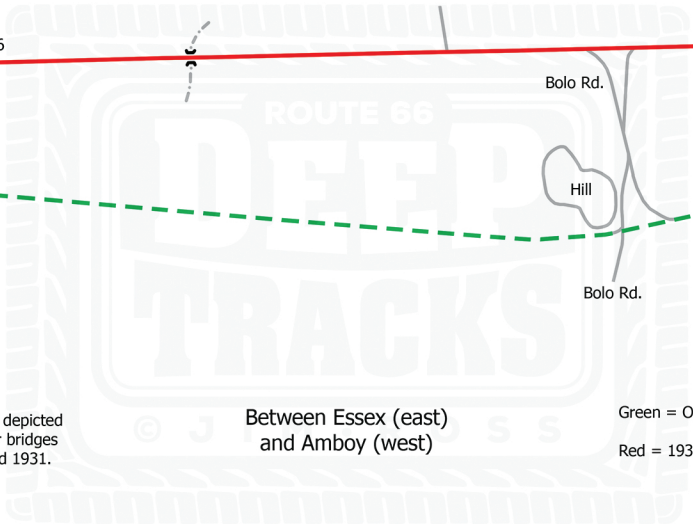 6
Bolo Rd.
Hill
Bolo Rd.
depicted
bridges
d 1931.
Between Essex (east)
and Amboy (west)
Green = O
Red = 193
ROUTE 66
DEEP
TRACKS